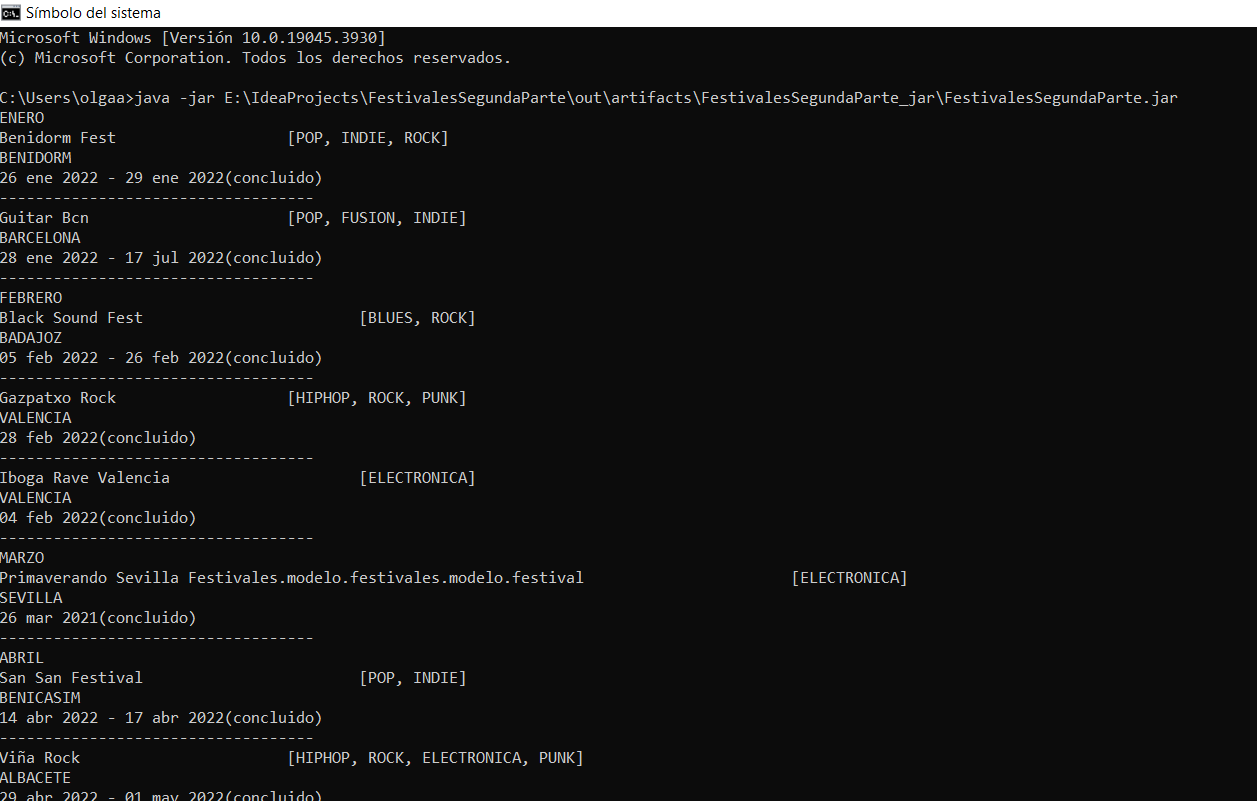 Símbolo del sistema
Microsoft Windows [Versión 10.0.19045.3930]
(c) Microsoft Corporation. Todos los derechos reservados.
C:\Users\olgaa>java -jar E:\IdeaProjects\FestivalesSegundaParte\out\artifacts\FestivalesSegundaParte_jar\FestivalesSegundaParte.jar
ENERO
Benidorm Fest                   [POP, INDIE, ROCK]
BENIDORM
26 ene 2022 - 29 ene 2022(concluido)
-----------------------------------
Guitar Bcn                      [POP, FUSION, INDIE]
BARCELONA
28 ene 2022 - 17 jul 2022(concluido)
-----------------------------------
FEBRERO
Black Sound Fest                        [BLUES, ROCK]
BADAJOZ
05 feb 2022 - 26 feb 2022(concluido)
-----------------------------------
Gazpatxo Rock                   [HIPHOP, ROCK, PUNK]
VALENCIA
28 feb 2022(concluido)
-----------------------------------
Iboga Rave Valencia                     [ELECTRONICA]
VALENCIA
04 feb 2022(concluido)
-----------------------------------
MARZO
Primaverando Sevilla Festivales.modelo.festivales.modelo.festival                       [ELECTRONICA]
SEVILLA
26 mar 2021(concluido)
-----------------------------------
ABRIL
San San Festival                        [POP, INDIE]
BENICASIM
14 abr 2022 - 17 abr 2022(concluido)
-----------------------------------
Viña Rock                       [HIPHOP, ROCK, ELECTRONICA, PUNK]
ALBACETE
29 abr 2022 - 01 may 2022(concluido)